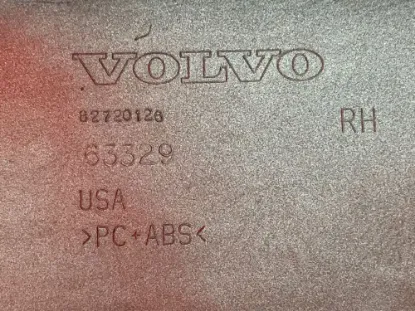 VOLVO
82720126
RH
63329
USA
>PC+ABS<